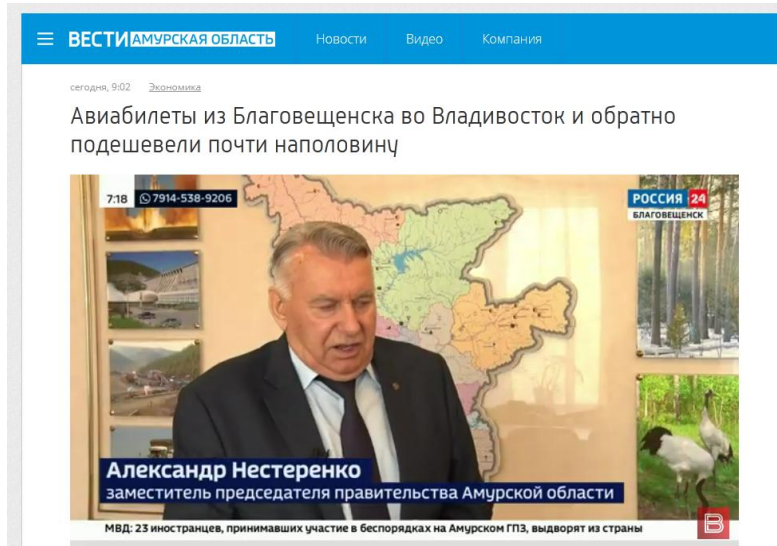 ВЕСТИ АМУРСКАЯ ОБЛАСТЬ Новости Видео Компания
сегодня, 9:02 Экономика
Авиабилеты из Благовещенска во Владивосток и обратно
подешевели почти наполовину
7:18 7914-538-9206
РОССИЯ 24
БЛАГОВЕЩЕНСК
Александр Нестеренко
заместитель председателя правительства Амурской области
МВД: 23 иностранцев, принимавших участие в беспорядках на Амурском ГПЗ, выдворят из страны
В